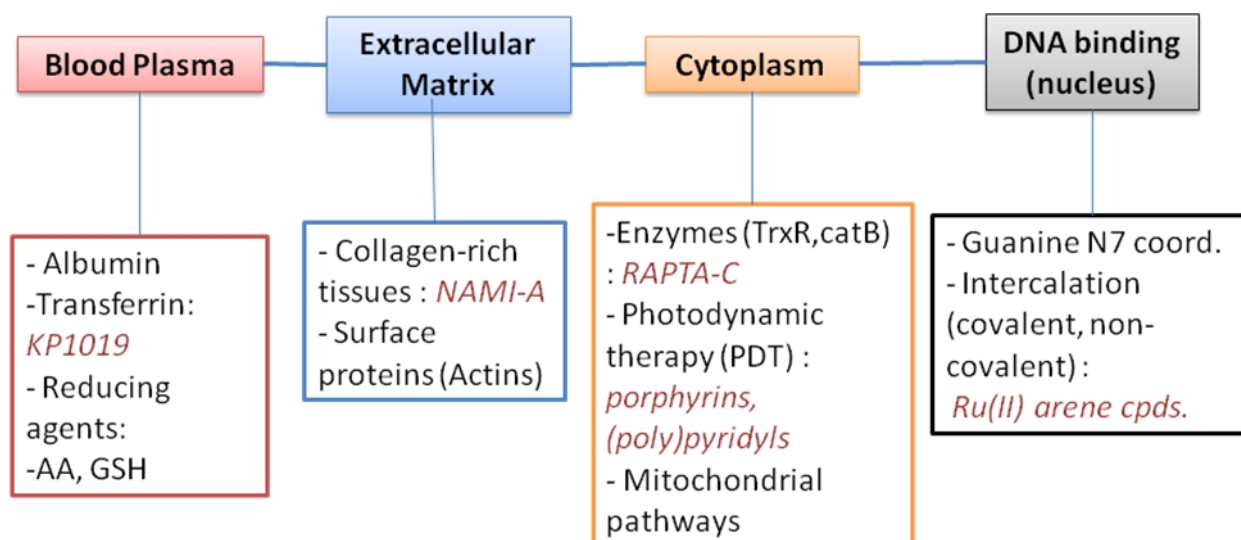 Blood Plasma
- Albumin
-Transferrin:
KP1019
- Reducing
agents:
-AA, GSH
Extracellular
Matrix
- Collagen-rich
tissues : NAMI-A
- Surface
proteins (Actins)
Cytoplasm
-Enzymes (TrxR,catB)
: RAPTA-C
- Photodynamic
therapy (PDT) :
porphyrins,
(poly)pyridyls
- Mitochondrial
pathways
DNA binding
(nucleus)
- Guanine N7 coord.
- Intercalation
(covalent, non-
covalent) :
Ru(II) arene cpds.